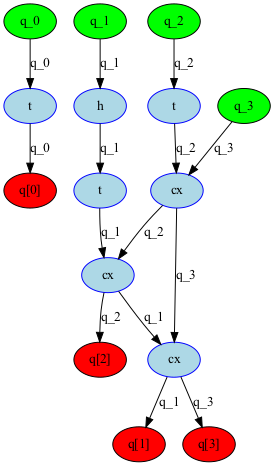 q_0 q_1 q_2
q_0 q_1 q_2
t h t q_3
q_0 q_1 q_2 q_3
q[0] t cx
q_1 q_2
cx q_3
q_2 q_1
q[2] cx
q_1 q_3
q[1] q[3]